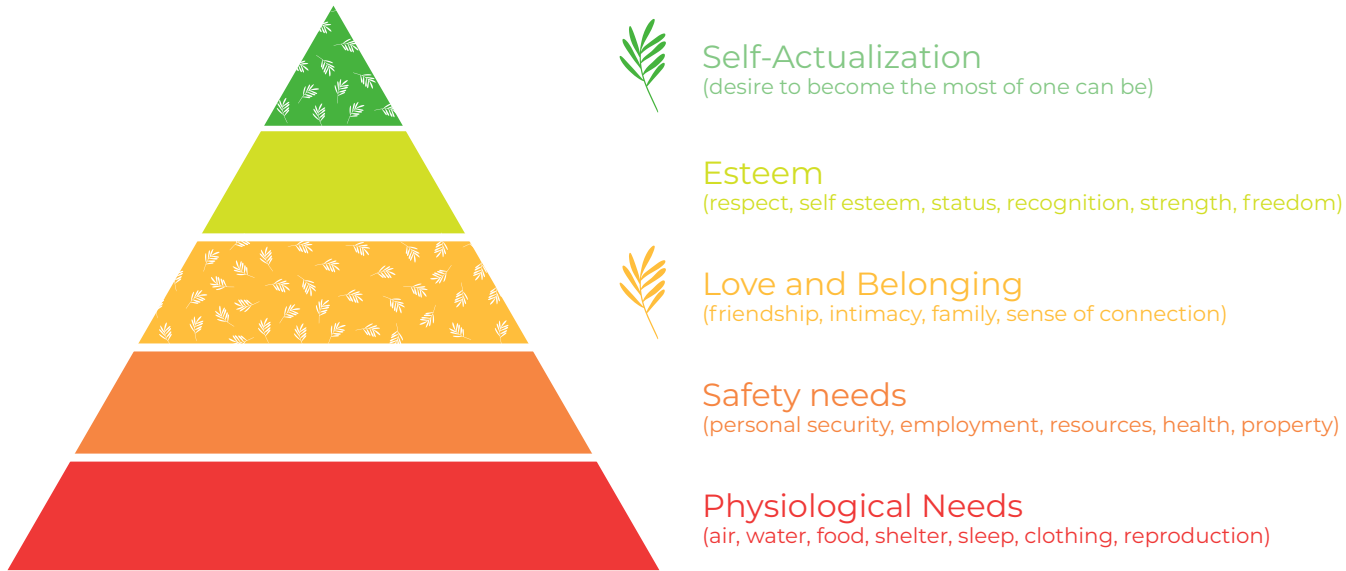 Self-Actualization
(desire to become the most of one can be)
Esteem
(respect, self esteem, status, recognition, strength, freedom)
Love and Belonging
(friendship, intimacy, family, sense of connection)
Safety needs
(personal security, employment, resources, health, property)
Physiological Needs
(air, water, food, shelter, sleep, clothing, reproduction)